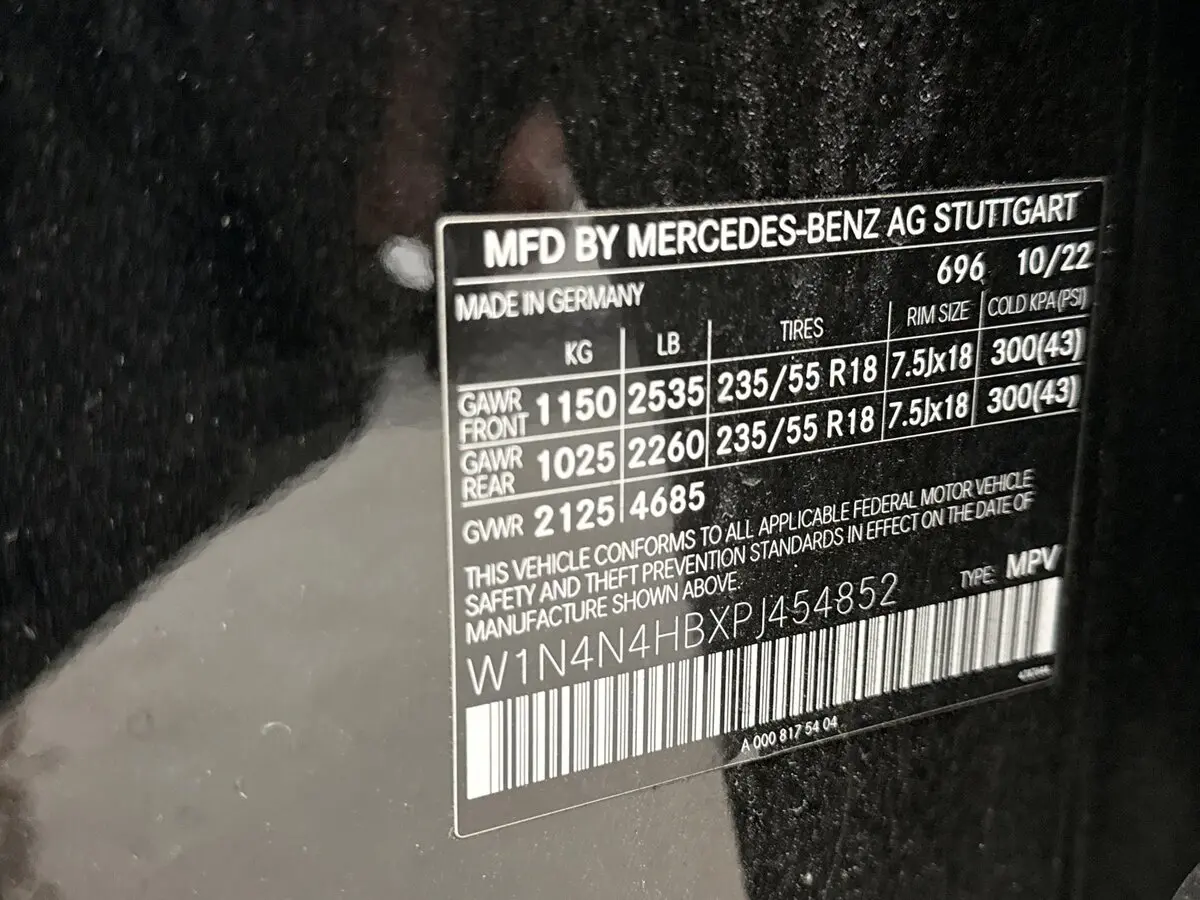 MFD BY MERCEDES-BENZ AG STUTTGART
696 10/22
MADE IN GERMANY
KG LB TIRES RIM SIZE COLD KPA (PSI)
GAWR FRONT 1150 2535 235/55 R18 7.5Jx18 300(43)
GAWR REAR 1025 2260 235/55 R18 7.5Jx18 300(43)
GVWR 2125 4685
THIS VEHICLE CONFORMS TO ALL APPLICABLE FEDERAL MOTOR VEHICLE
SAFETY AND THEFT PREVENTION STANDARDS IN EFFECT ON THE DATE OF
MANUFACTURE SHOWN ABOVE.
W1N4N4HBXPJ454852 TYPE: MPV
A 000 817 54 04